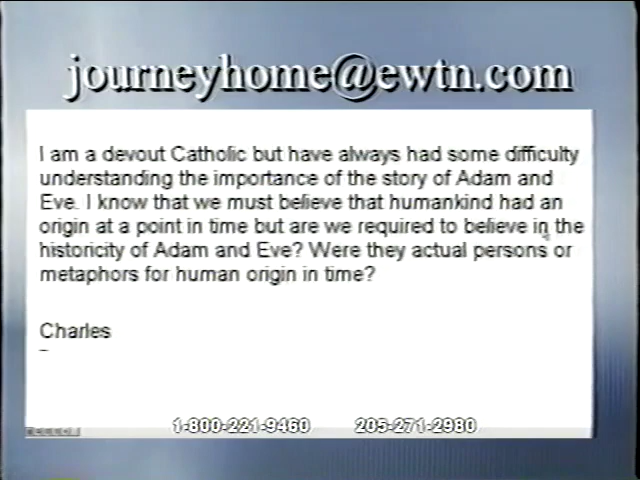 journeyhome@ewtn.com
I am a devout Catholic but have always had some difficulty
understanding the importance of the story of Adam and
Eve. I know that we must believe that humankind had an
origin at a point in time but are we required to believe in the
historicity of Adam and Eve? Were they actual persons or
metaphors for human origin in time?
Charles
1-800-221-9460 205-271-2980